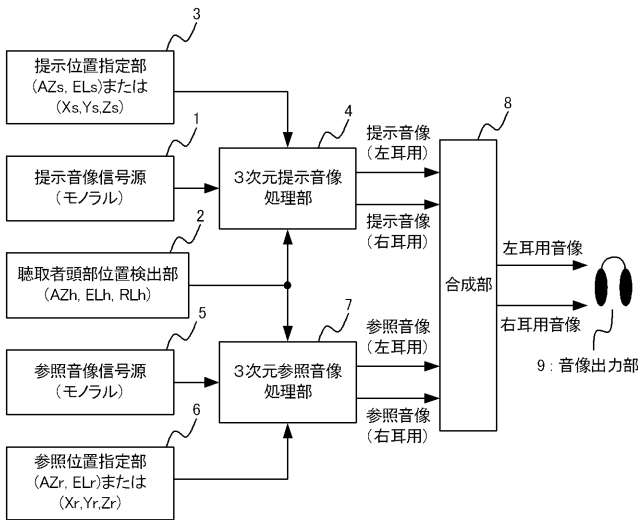 3
提示位置指定部
(AZs, ELs)または
(Xs,Ys,Zs)
1
提示音像信号源
(モノラル)
2
聴取者頭部位置検出部
(AZh, ELh, RLh)
5
参照音像信号源
(モノラル)
6
参照位置指定部
(AZr, ELr)または
(Xr,Yr,Zr)
4
3次元提示音像
処理部
7
3次元参照音像
処理部
提示音像
(左耳用)
提示音像
(右耳用)
参照音像
(左耳用)
参照音像
(右耳用)
8
合成部
左耳用音像
右耳用音像
9：音像出力部